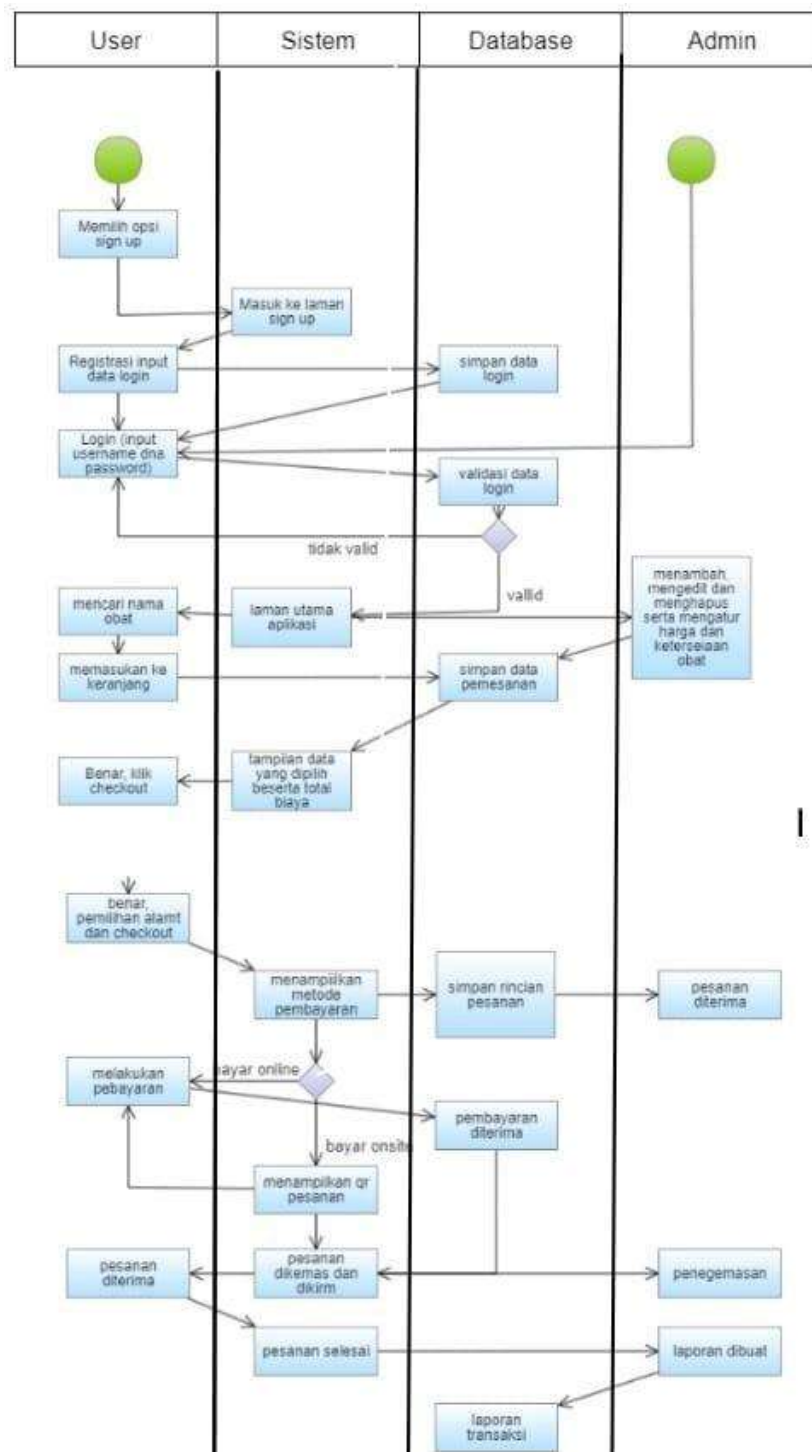 User
Sistem
Database
Admin
Memilih opsi
sign up
Masuk ke laman
sign up
Registrasi input
data login
simpan data
login
Login (input
username dna
password)
validasi data
login
tidak valid
vallid
menambah,
mengedit dan
menghapus
serta mengatur
harga dan
keterseiaan
obat
mencari nama
obat
laman utama
aplikasi
memasukan ke
keranjang
simpan data
pemesanan
Benar, klik
checkout
tampilan data
yang dipilih
beserta total
biaya
benar,
pemilihan alamt
dan checkout
menampilkan
metode
pembayaran
simpan rincian
pesanan
pesanan
diterima
melakukan
pebayaran
bayar online
pembayaran
diterima
bayar onsite
menampilkan qr
pesanan
pesanan
diterima
pesanan
dikemas dan
dikirm
penegemasan
pesanan selesai
laporan dibuat
laporan
transaksi